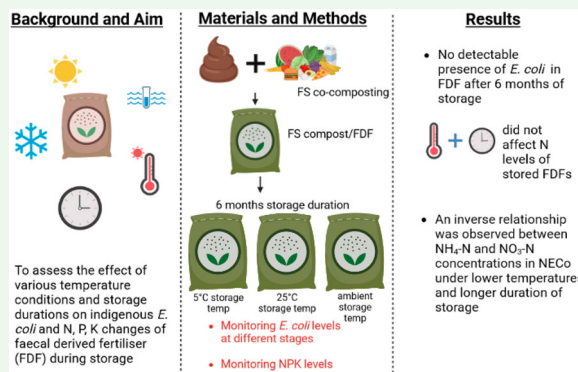 Background and Aim
To assess the effect of
various temperature
conditions and storage
durations on indigenous E.
coli and N, P, K changes of
faecal derived fertiliser
(FDF) during storage
Materials and Methods
FS co-composting
FS compost/FDF
6 months storage duration
5°C storage
temp
25°C
storage temp
ambient
storage
temp
• Monitoring E. coli levels
at different stages
• Monitoring NPK levels
Results
• No detectable
presence of E. coli in
FDF after 6 months of
storage
+
did not
affect N
levels of
stored FDFs
• An inverse relationship
was observed between
NH₄-N and NO₃-N
concentrations in NECo
under lower temperatures
and longer duration of
storage